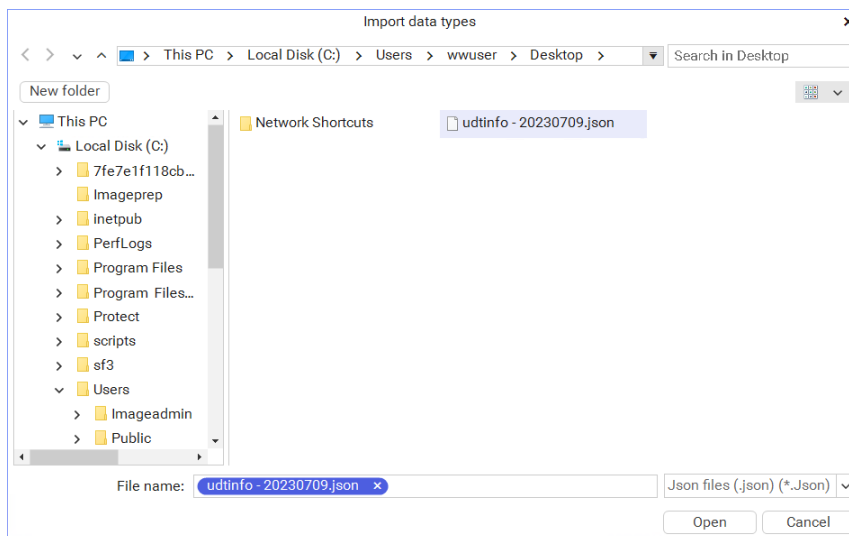 Import data types
This PC > Local Disk (C:) > Users > wwuser > Desktop >
Search in Desktop
New folder
This PC
Local Disk (C:)
7fe7e1f118cb...
Imageprep
inetpub
PerfLogs
Program Files
Program Files...
Protect
scripts
sf3
Users
Imageadmin
Public
Network Shortcuts
udtinfo - 20230709.json
File name: udtinfo - 20230709.json ×
Json files (.json) (*.Json)
Open
Cancel